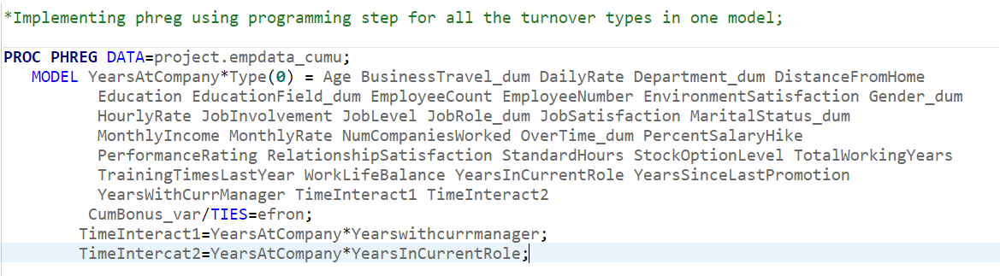 *Implementing phreg using programming step for all the turnover types in one model;
PROC PHREG DATA=project.empdata_cumu;
MODEL YearsAtCompany*Type(0) = Age BusinessTravel_dum DailyRate Department_dum DistanceFromHome
Education EducationField_dum EmployeeCount EmployeeNumber EnvironmentSatisfaction Gender_dum
HourlyRate JobInvolvement JobLevel JobRole_dum JobSatisfaction MaritalStatus_dum
MonthlyIncome MonthlyRate NumCompaniesWorked OverTime_dum PercentSalaryHike
PerformanceRating RelationshipSatisfaction StandardHours StockOptionLevel TotalWorkingYears
TrainingTimesLastYear WorkLifeBalance YearsInCurrentRole YearsSinceLastPromotion
YearsWithCurrManager TimeInteract1 TimeInteract2
CumBonus_var/TIES=efron;
TimeInteract1=YearsAtCompany*Yearswithcurrmanager;
TimeIntercat2=YearsAtCompany*YearsInCurrentRole;